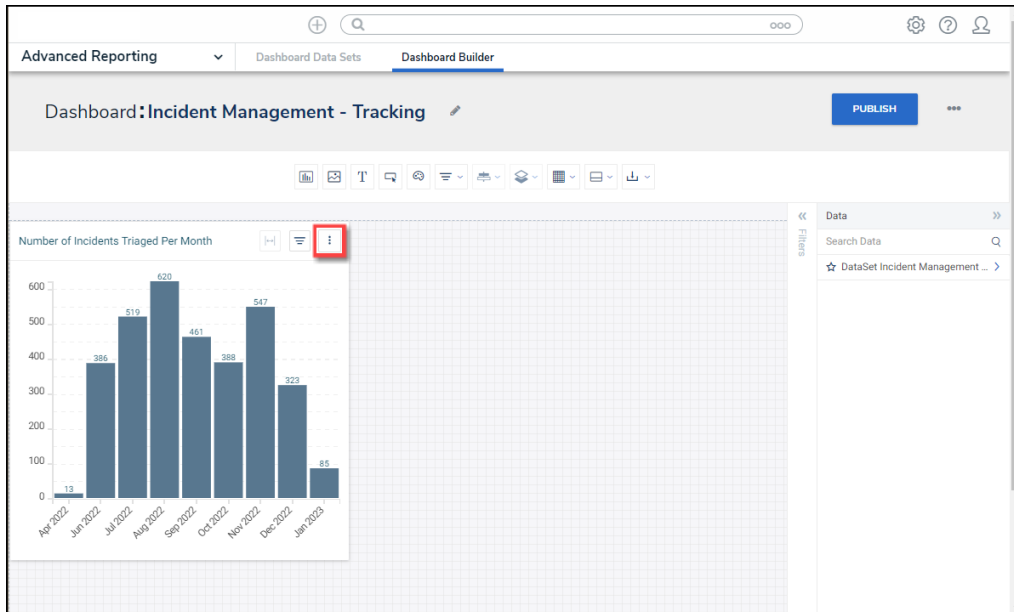 ooo
Advanced Reporting
Dashboard Data Sets
Dashboard Builder
Dashboard: Incident Management - Tracking
PUBLISH
T
Number of Incidents Triaged Per Month
Filters
Data
Search Data
DataSet Incident Management ...
600
500
400
300
200
100
0
13
386
519
620
461
388
547
323
85
Apr 2022
Jun 2022
Jul 2022
Aug 2022
Sep 2022
Oct 2022
Nov 2022
Dec 2022
Jan 2023